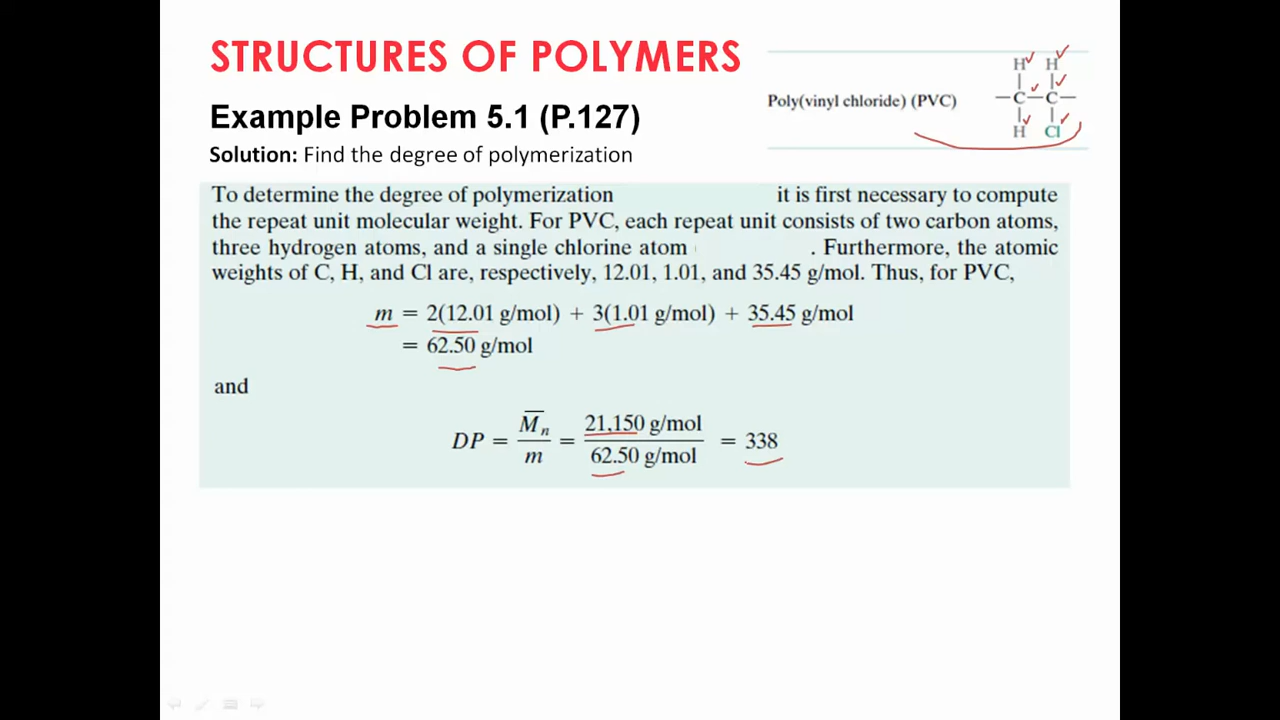 STRUCTURES OF POLYMERS
Example Problem 5.1 (P.127)
Solution: Find the degree of polymerization
Poly(vinyl chloride) (PVC)
H H
—C—C—
H Cl
To determine the degree of polymerization it is first necessary to compute
the repeat unit molecular weight. For PVC, each repeat unit consists of two carbon atoms,
three hydrogen atoms, and a single chlorine atom . Furthermore, the atomic
weights of C, H, and Cl are, respectively, 12.01, 1.01, and 35.45 g/mol. Thus, for PVC,
m = 2(12.01 g/mol) + 3(1.01 g/mol) + 35.45 g/mol
= 62.50 g/mol
and
DP = M̅n / m = 21,150 g/mol / 62.50 g/mol = 338